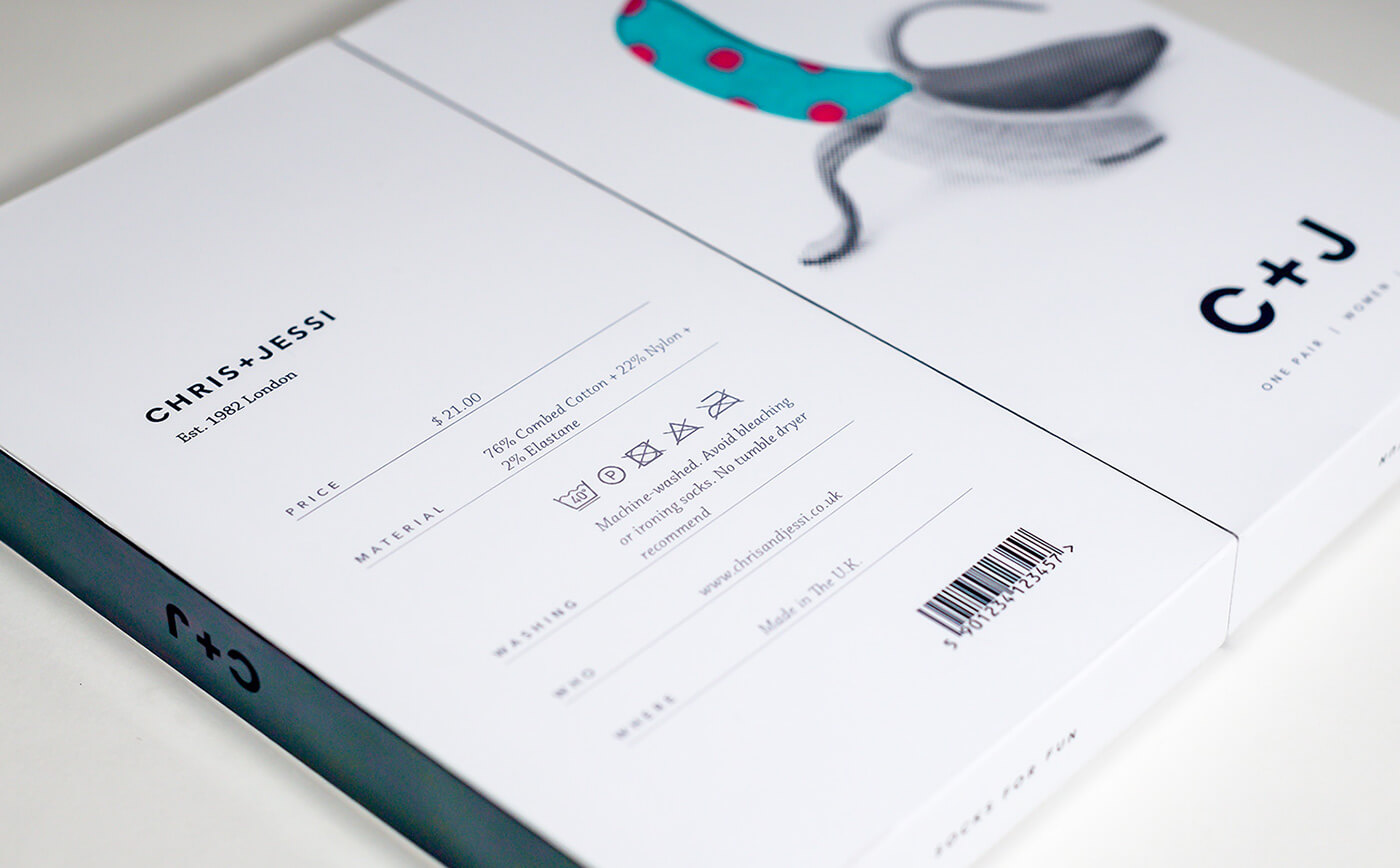 CHRIS+JESSI
Est. 1982 London
PRICE
$ 21.00
MATERIAL
76% Combed Cotton + 22% Nylon +
2% Elastane
WASHING
40°
P
Machine-washed. Avoid bleaching
or ironing socks. No tumble dryer
recommend
WHO
www.chrisandjessi.co.uk
WHERE
Made in The U.K.
5 901234 123457 >
C+J
ONE PAIR | WOMEN |
C+J
SOCKS FOR FUN